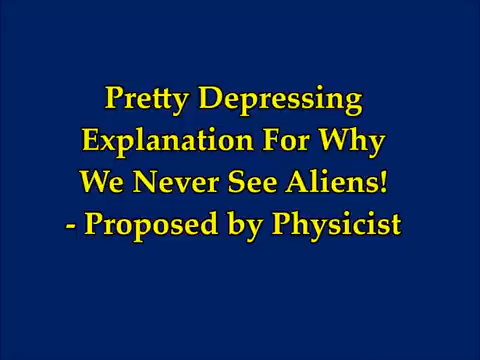 Pretty Depressing
Explanation For Why
We Never See Aliens!
- Proposed by Physicist